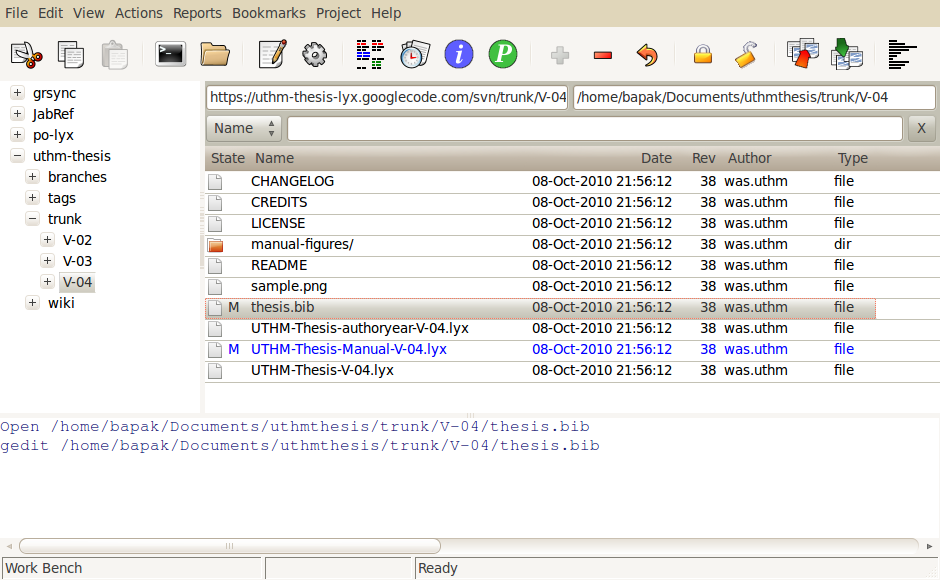 File Edit View Actions Reports Bookmarks Project Help
>_ i P
grsync
JabRef
po-lyx
uthm-thesis
branches
tags
trunk
V-02
V-03
V-04
wiki
https://uthm-thesis-lyx.googlecode.com/svn/trunk/V-04 /home/bapak/Documents/uthmthesis/trunk/V-04
Name X
State Name Date Rev Author Type
CHANGELOG 08-Oct-2010 21:56:12 38 was.uthm file
CREDITS 08-Oct-2010 21:56:12 38 was.uthm file
LICENSE 08-Oct-2010 21:56:12 38 was.uthm file
manual-figures/ 08-Oct-2010 21:56:12 38 was.uthm dir
README 08-Oct-2010 21:56:12 38 was.uthm file
sample.png 08-Oct-2010 21:56:12 38 was.uthm file
M thesis.bib 08-Oct-2010 21:56:12 38 was.uthm file
UTHM-Thesis-authoryear-V-04.lyx 08-Oct-2010 21:56:12 38 was.uthm file
M UTHM-Thesis-Manual-V-04.lyx 08-Oct-2010 21:56:12 38 was.uthm file
UTHM-Thesis-V-04.lyx 08-Oct-2010 21:56:12 38 was.uthm file
Open /home/bapak/Documents/uthmthesis/trunk/V-04/thesis.bib
gedit /home/bapak/Documents/uthmthesis/trunk/V-04/thesis.bib
Work Bench Ready